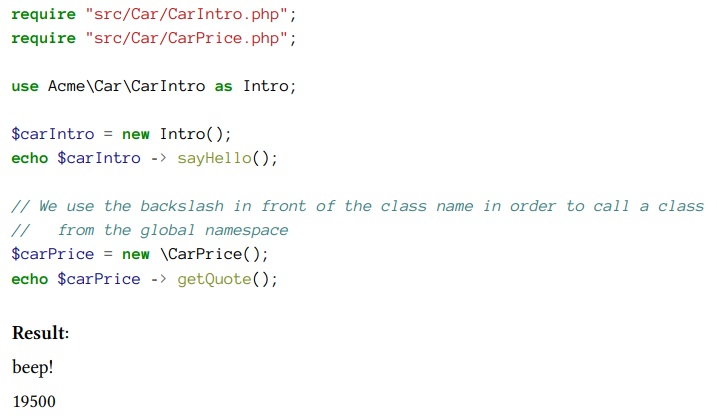 require "src/Car/CarIntro.php";
require "src/Car/CarPrice.php";
use Acme\Car\CarIntro as Intro;
$carIntro = new Intro();
echo $carIntro -> sayHello();
// We use the backslash in front of the class name in order to call a class
//   from the global namespace
$carPrice = new \CarPrice();
echo $carPrice -> getQuote();
Result:
beep!
19500